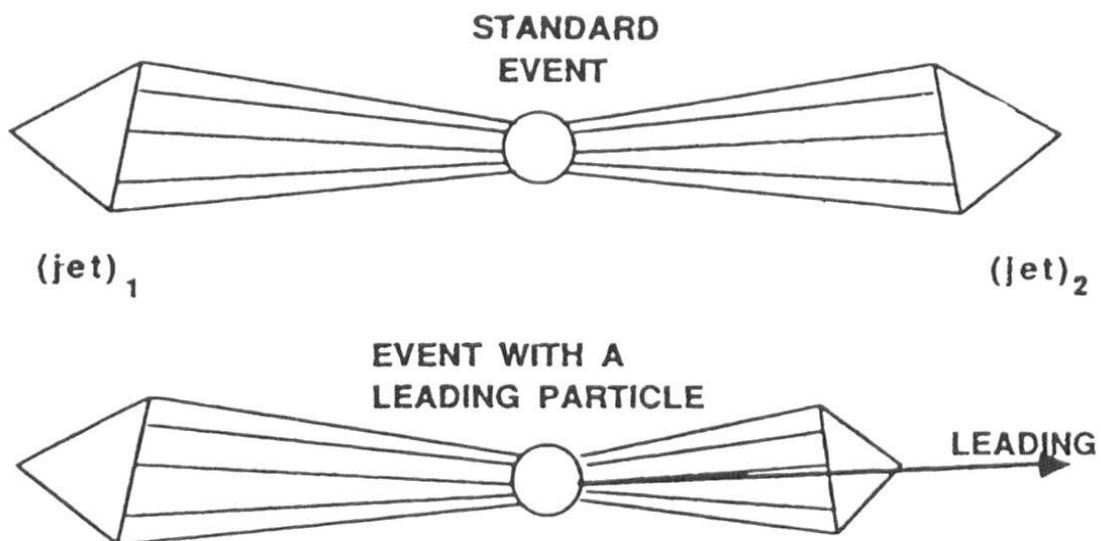 STANDARD
EVENT
(jet)1
(jet)2
EVENT WITH A
LEADING PARTICLE
LEADING